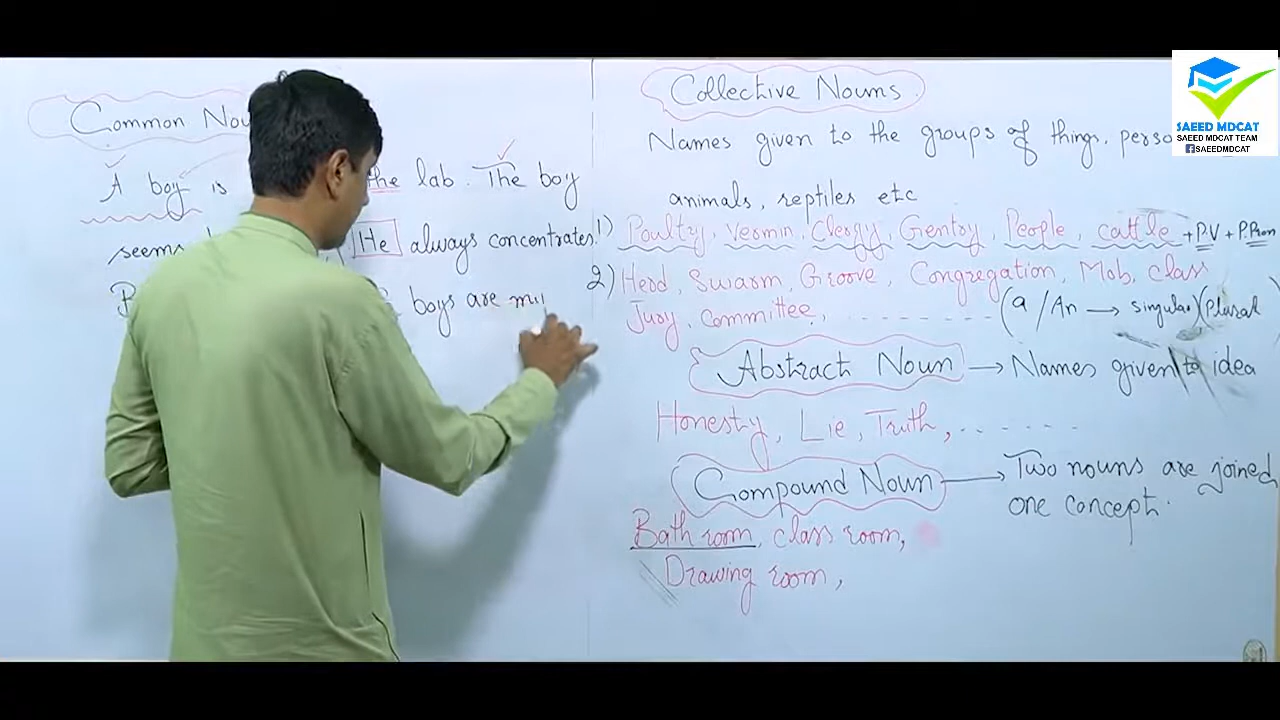 Common Nou
A boy is the lab. The boy
seems He always concentrates.
B boys are mu
Collective Nouns.
Names given to the groups of things, perso
animals, reptiles etc
1) Poultry, Vermin, Clergy, Gentry, People, cattle + P.V + P.Pron
2) Herd, Swarm, Groove, Congregation, Mob, Class
Jury, Committee, ........... (a / An → singular) (Plural)
Abstract Noun → Names given to idea
Honesty, Lie, Truth, ......
Compound Noun → Two nouns are joined
one concept.
Bath room, class room,
Drawing room,
SAEED MDCAT
SAEED MDCAT TEAM
f SAEEDMDCAT